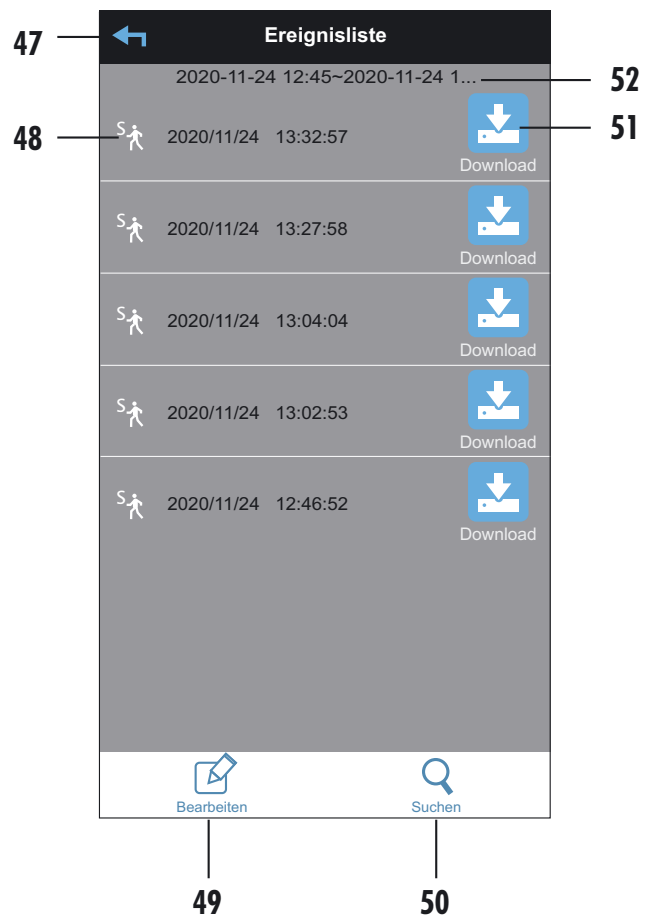 47
Ereignisliste
2020-11-24 12:45~2020-11-24 1...
52
48
S
2020/11/24 13:32:57
51
Download
S
2020/11/24 13:27:58
Download
S
2020/11/24 13:04:04
Download
S
2020/11/24 13:02:53
Download
S
2020/11/24 12:46:52
Download
Bearbeiten
Suchen
49
50